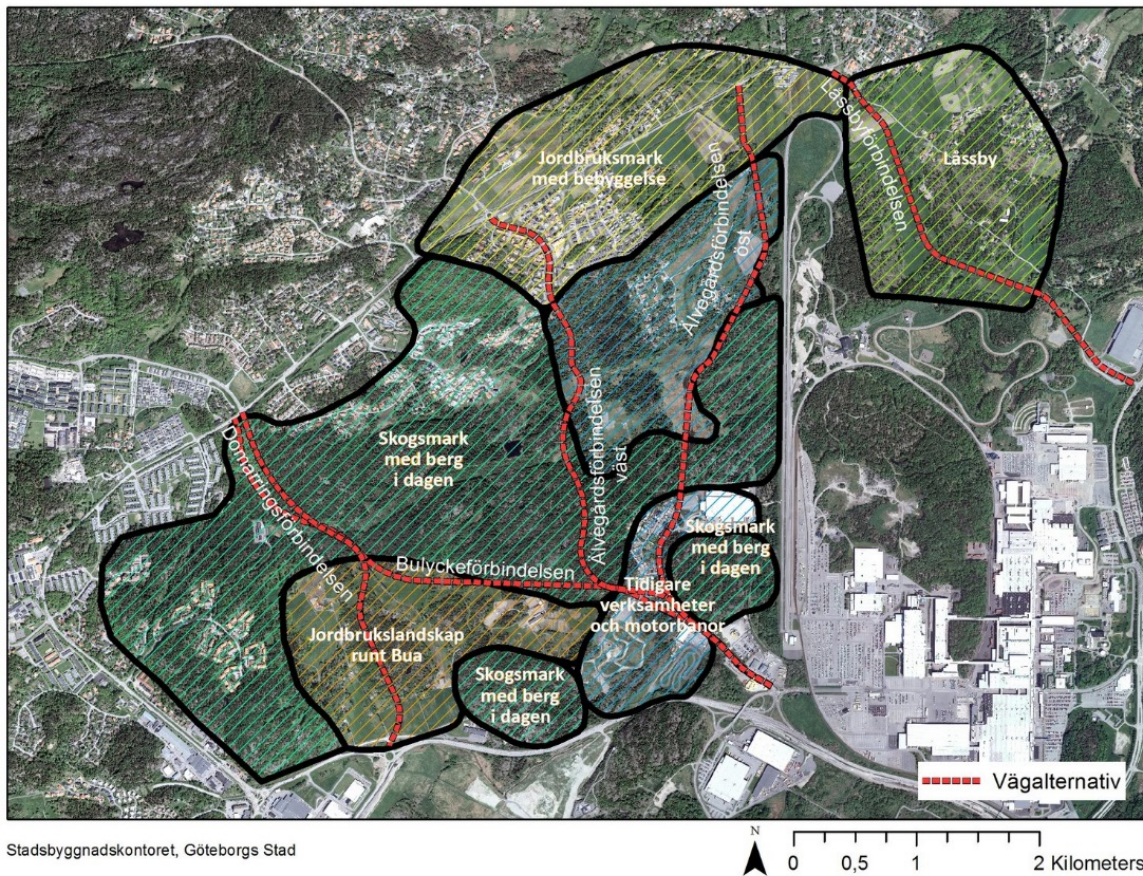 Jordbruksmark
med bebyggelse
Lässbyförbindelsen
Låssby
Älvegårdsförbindelsen
öst
Skogsmark
med berg
i dagen
Älvegårdsförbindelsen
väst
Domarringsförbindelsen
Skogsmark
med berg
i dagen
Bulyckeförbindelsen
Tidigare
verksamheter
och motorbanor
Jordbrukslandskap
runt Bua
Skogsmark
med berg
i dagen
Vägalternativ
Stadsbyggnadskontoret, Göteborgs Stad
N
0 0,5 1 2 Kilometers